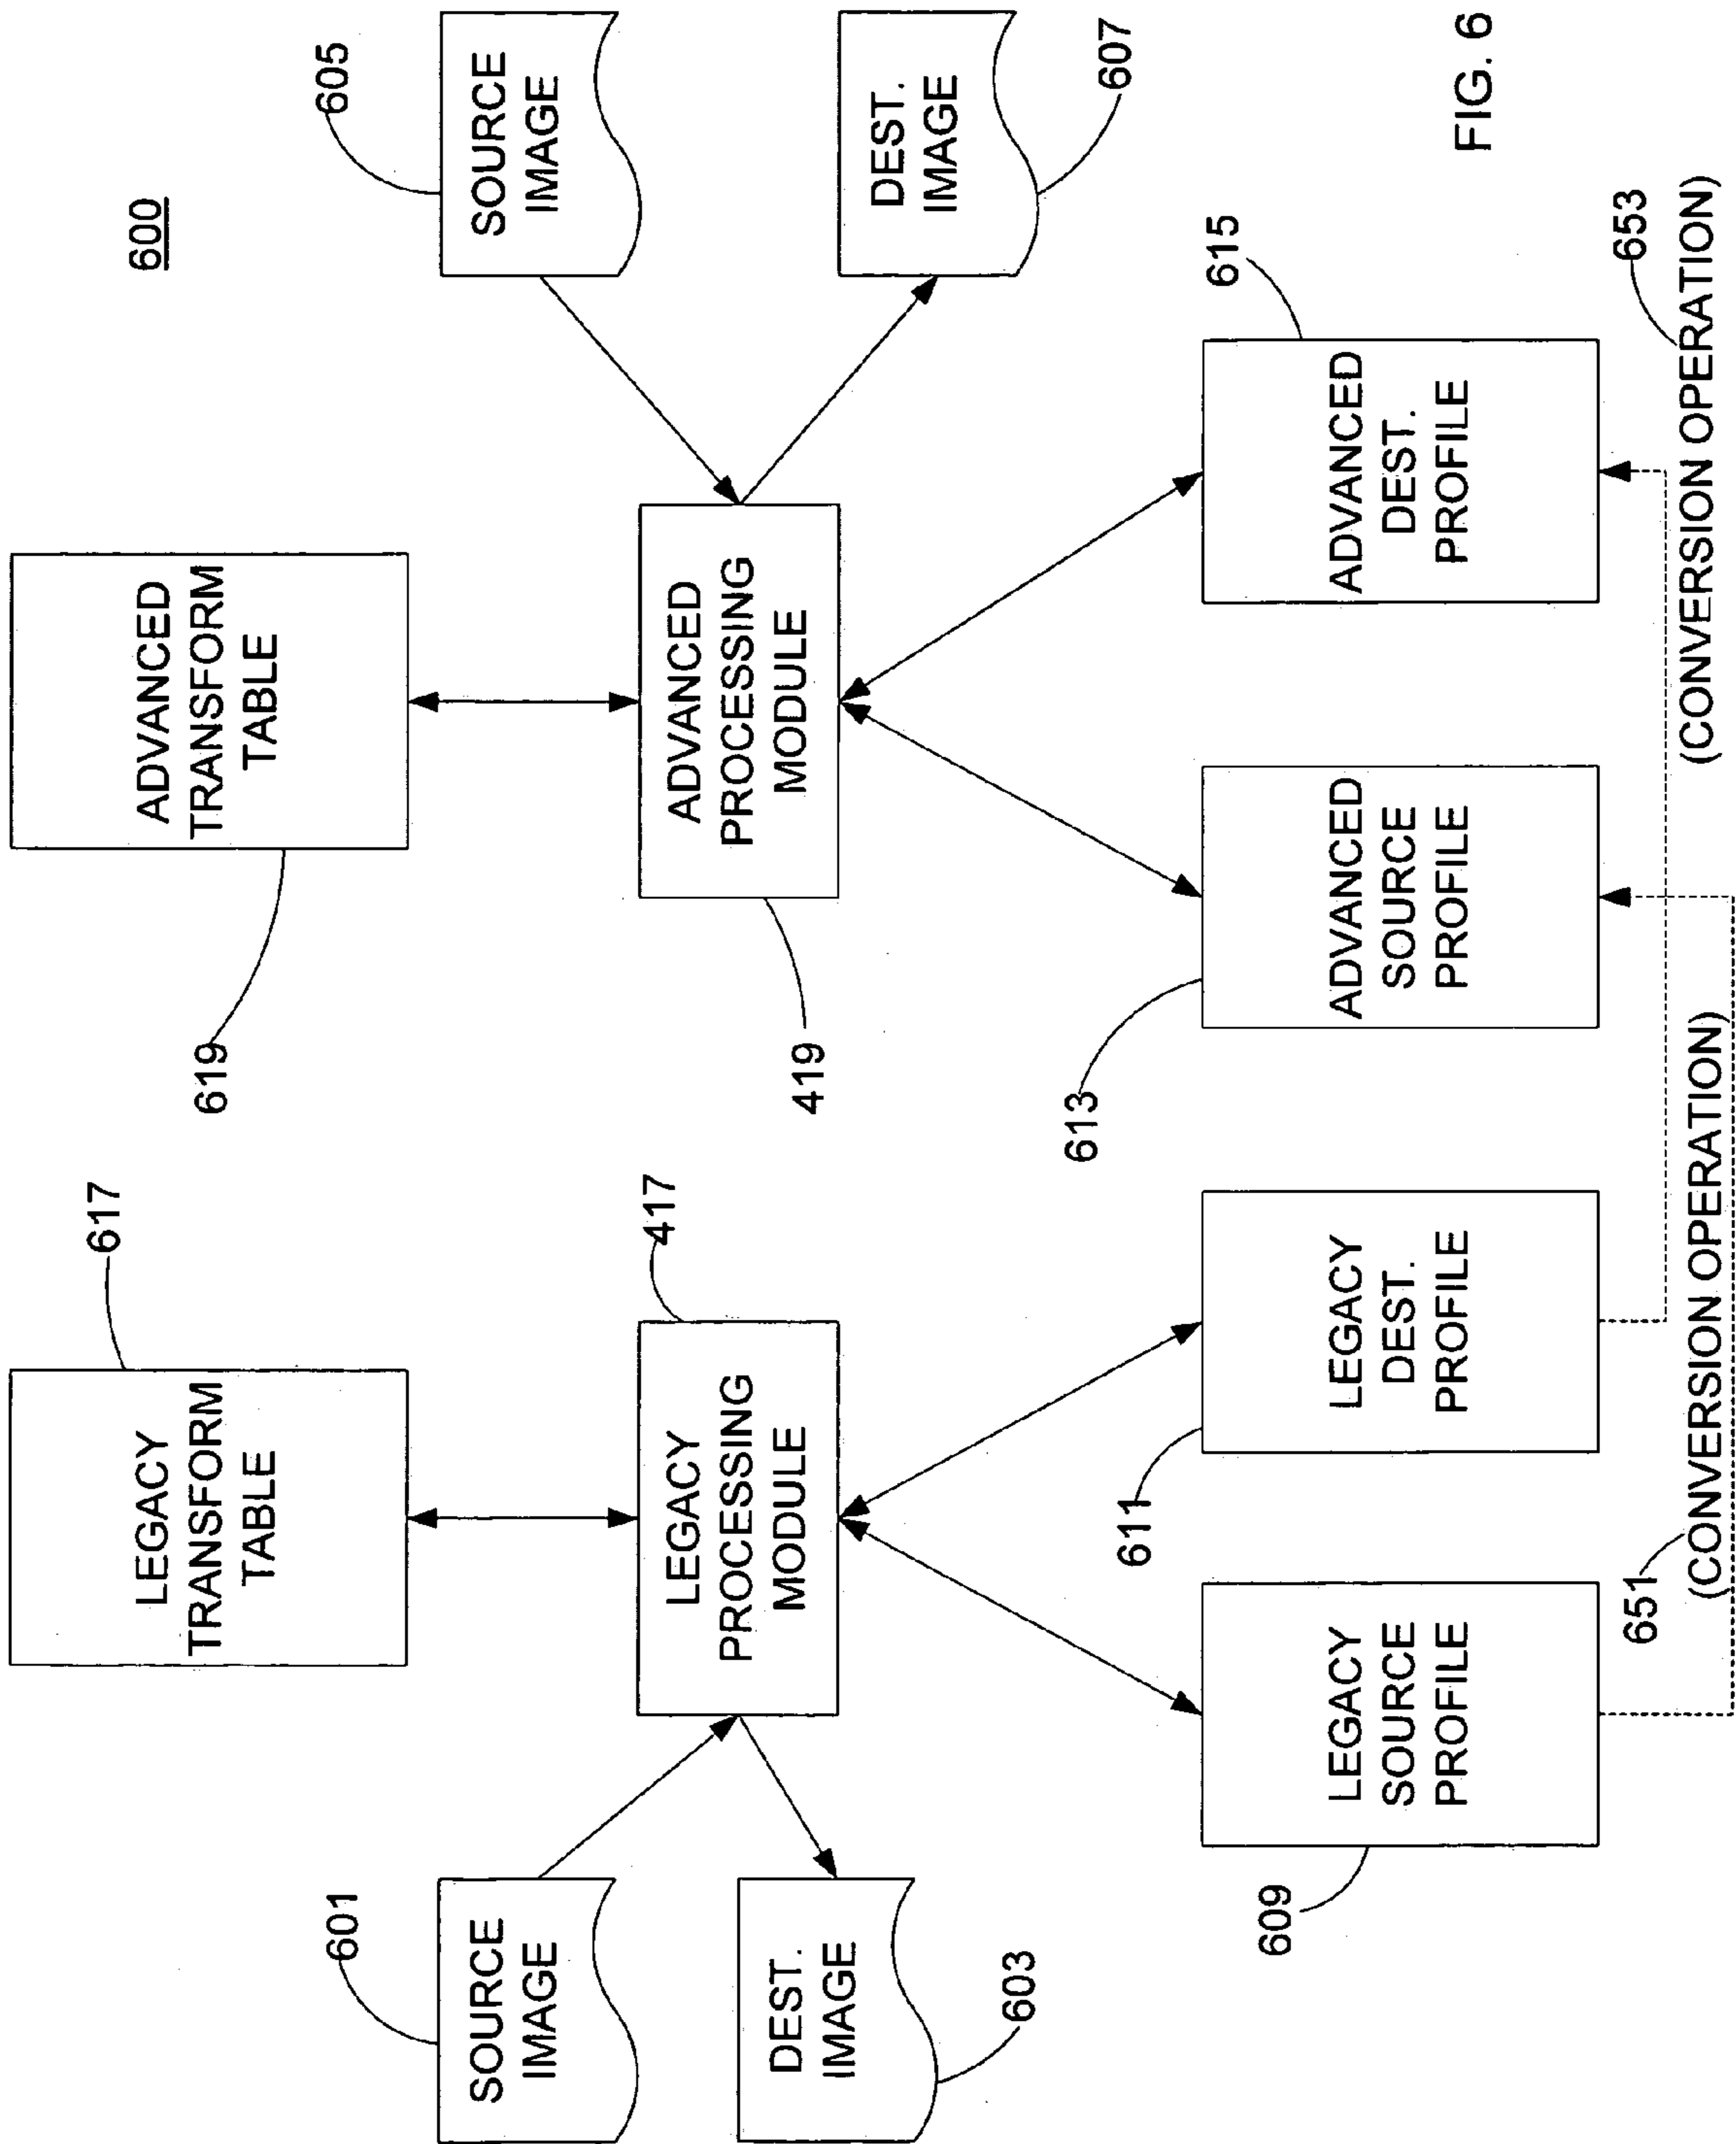 600
617
LEGACY
TRANSFORM
TABLE
619
ADVANCED
TRANSFORM
TABLE
601
SOURCE
IMAGE
417
LEGACY
PROCESSING
MODULE
419
ADVANCED
PROCESSING
MODULE
605
SOURCE
IMAGE
DEST.
IMAGE
603
DEST.
IMAGE
607
609
LEGACY
SOURCE
PROFILE
611
LEGACY
DEST.
PROFILE
613
ADVANCED
SOURCE
PROFILE
615
ADVANCED
DEST.
PROFILE
651
(CONVERSION OPERATION)
653
(CONVERSION OPERATION)
FIG. 6